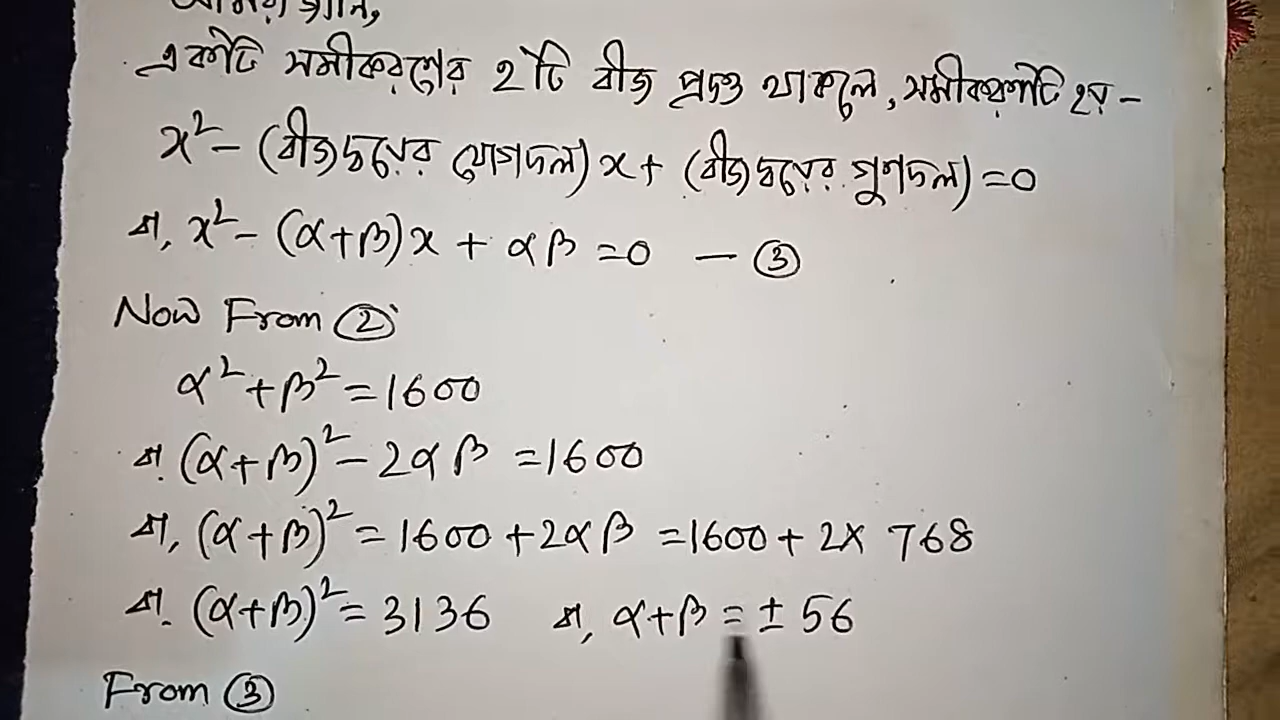 আমরা জানি,
একটি সমীকরণের ২টি বীজ প্রদত্ত থাকলে, সমীকরণটি হয় -
x² - (বীজদ্বয়ের যোগফল)x + (বীজদ্বয়ের গুণফল) = 0
বা, x² - (α+β)x + αβ = 0 — ③
Now From ②
α² + β² = 1600
বা. (α+β)² - 2αβ = 1600
বা, (α+β)² = 1600 + 2αβ = 1600 + 2× 768
বা. (α+β)² = 3136 বা, α+β = ± 56
From ③